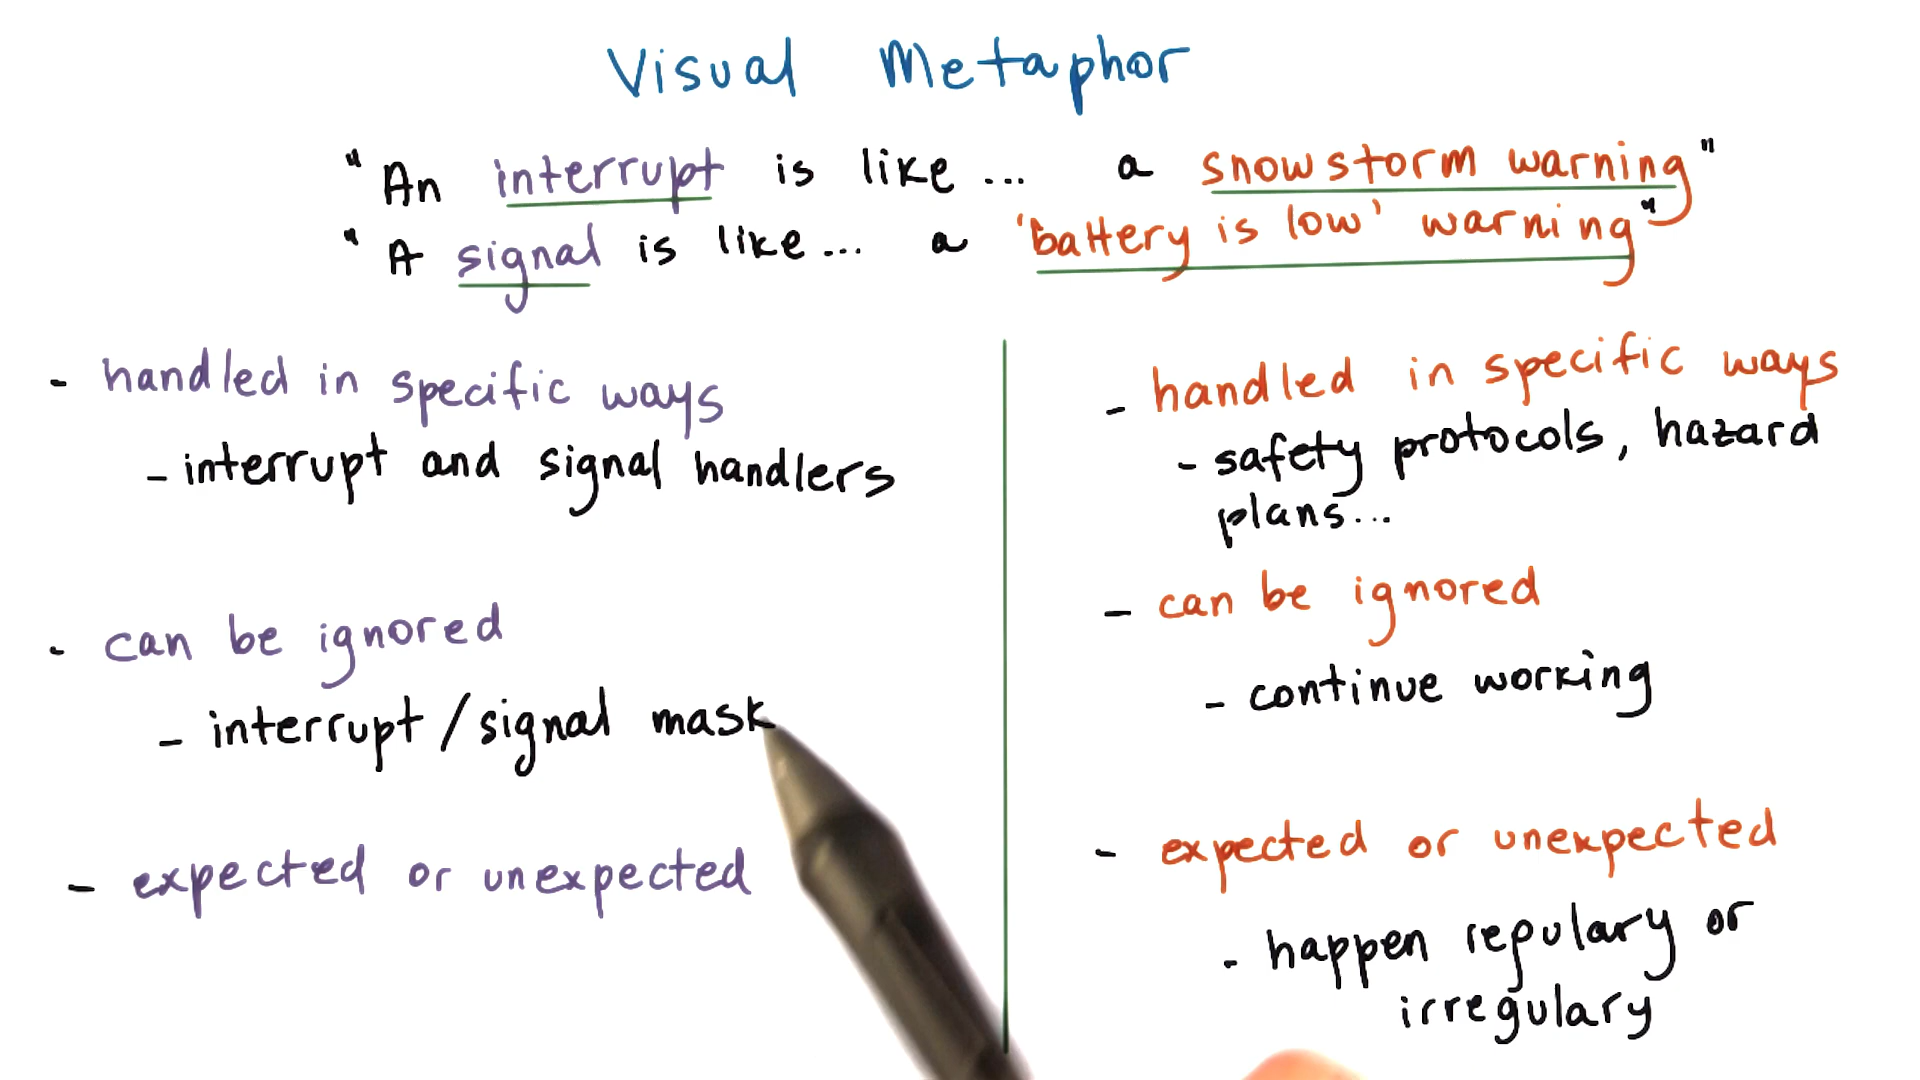 Visual Metaphor
"An interrupt is like... a snowstorm warning"
"A signal is like... a 'battery is low' warning"
- handled in specific ways
- interrupt and signal handlers
- can be ignored
- interrupt / signal mask
- expected or unexpected
- handled in specific ways
- safety protocols, hazard
plans...
- can be ignored
- continue working
- expected or unexpected
- happen regulary or
irregulary